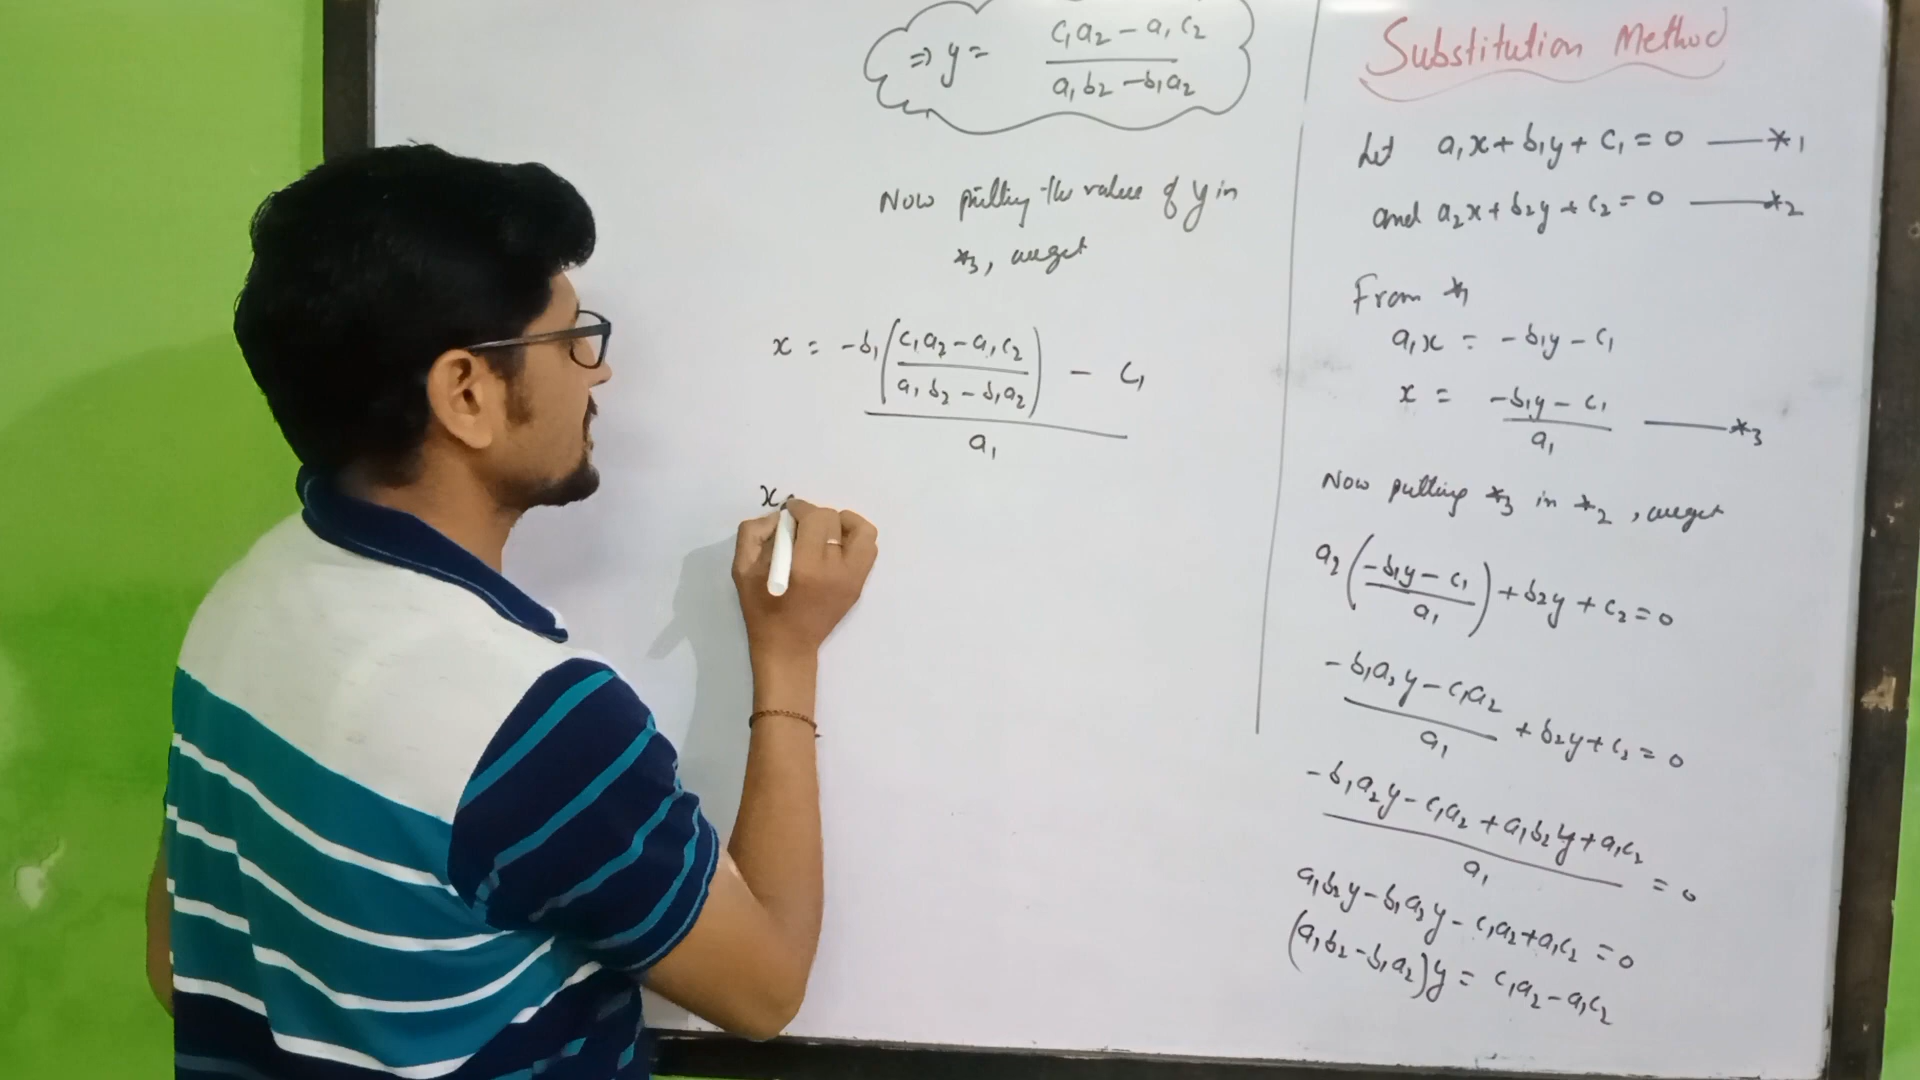 Substitution Method
Let a₁x + b₁y + c₁ = 0 —— *1
and a₂x + b₂y + c₂ = 0 —— *2
From *1
a₁x = -b₁y - c₁
x = (-b₁y - c₁)/a₁ —— *3
Now putting *3 in *2, we get
a₂((-b₁y - c₁)/a₁) + b₂y + c₂ = 0
(-b₁a₂y - c₁a₂)/a₁ + b₂y + c₂ = 0
(-b₁a₂y - c₁a₂ + a₁b₂y + a₁c₂)/a₁ = 0
a₁b₂y - b₁a₂y - c₁a₂ + a₁c₂ = 0
(a₁b₂ - b₁a₂)y = c₁a₂ - a₁c₂
⇒ y = (c₁a₂ - a₁c₂)/(a₁b₂ - b₁a₂)
Now putting the value of y in
*3, we get
x = (-b₁((c₁a₂ - a₁c₂)/(a₁b₂ - b₁a₂)) - c₁)/a₁
x